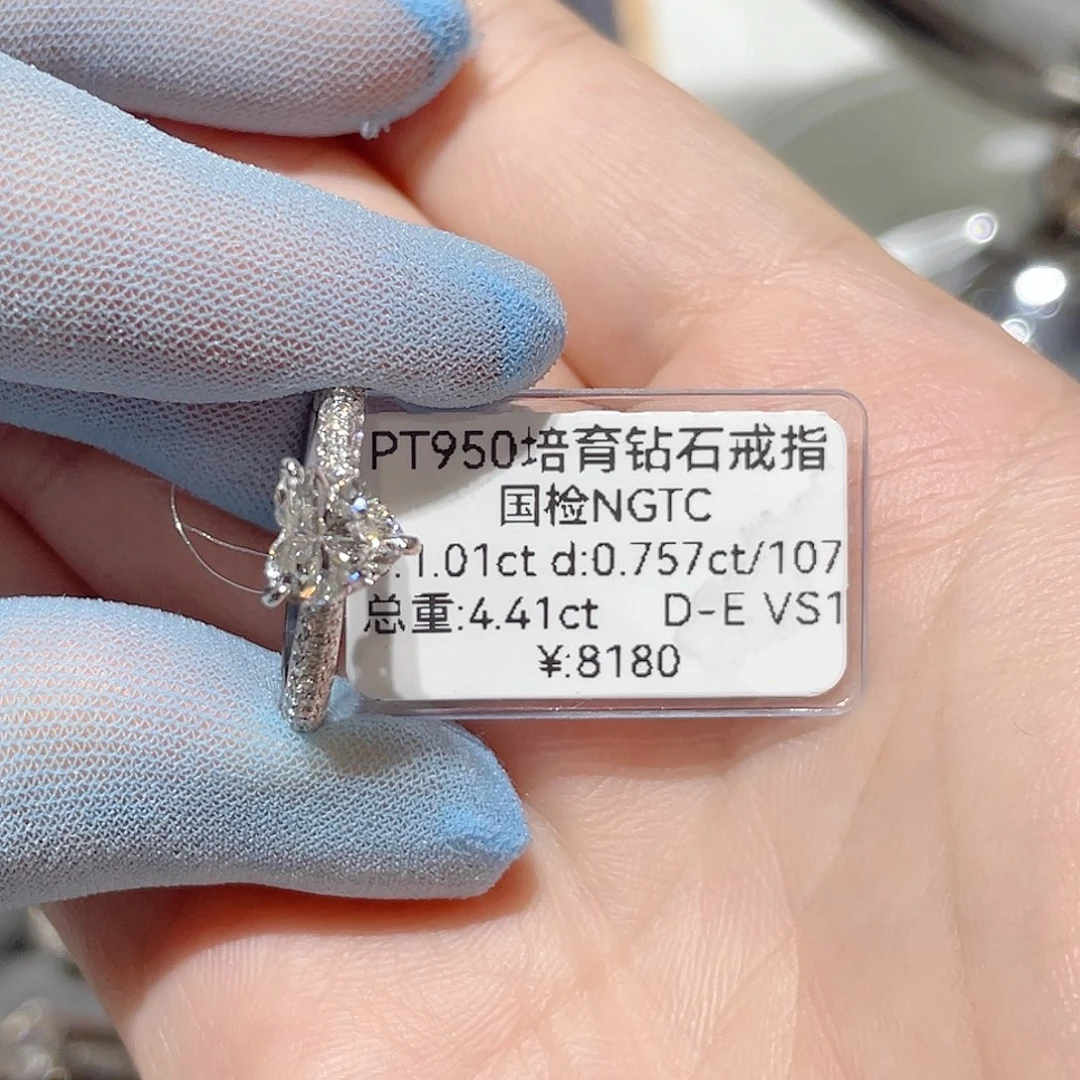 PT950培育钻石戒指
国检NGTC
:1.01ct d:0.757ct/107
总重:4.41ct D-E VS1
¥:8180